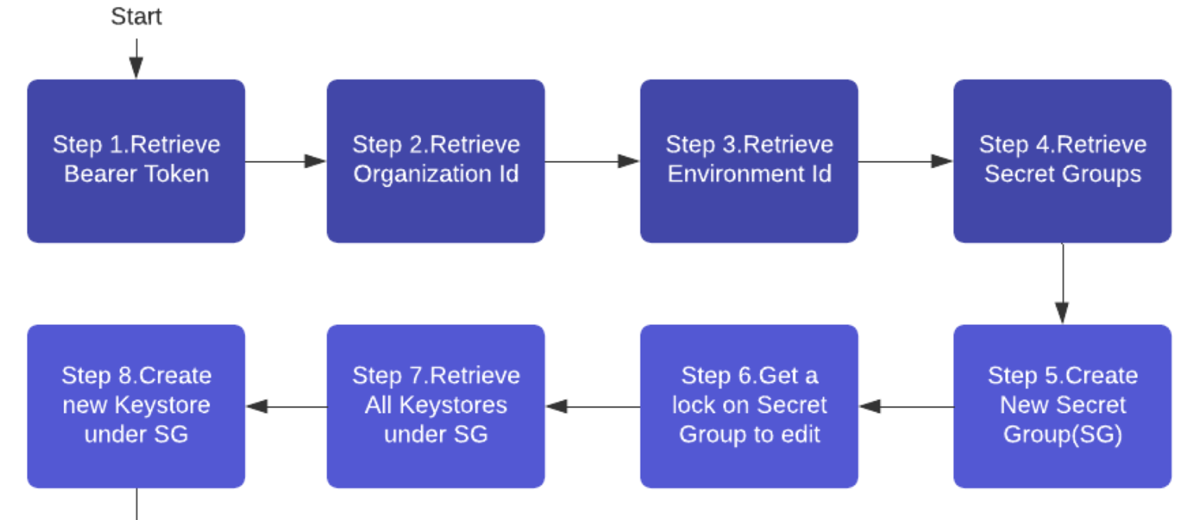 Start
Step 1.Retrieve
Bearer Token
Step 2.Retrieve
Organization Id
Step 3.Retrieve
Environment Id
Step 4.Retrieve
Secret Groups
Step 5.Create
New Secret
Group(SG)
Step 6.Get a
lock on Secret
Group to edit
Step 7.Retrieve
All Keystores
under SG
Step 8.Create
new Keystore
under SG